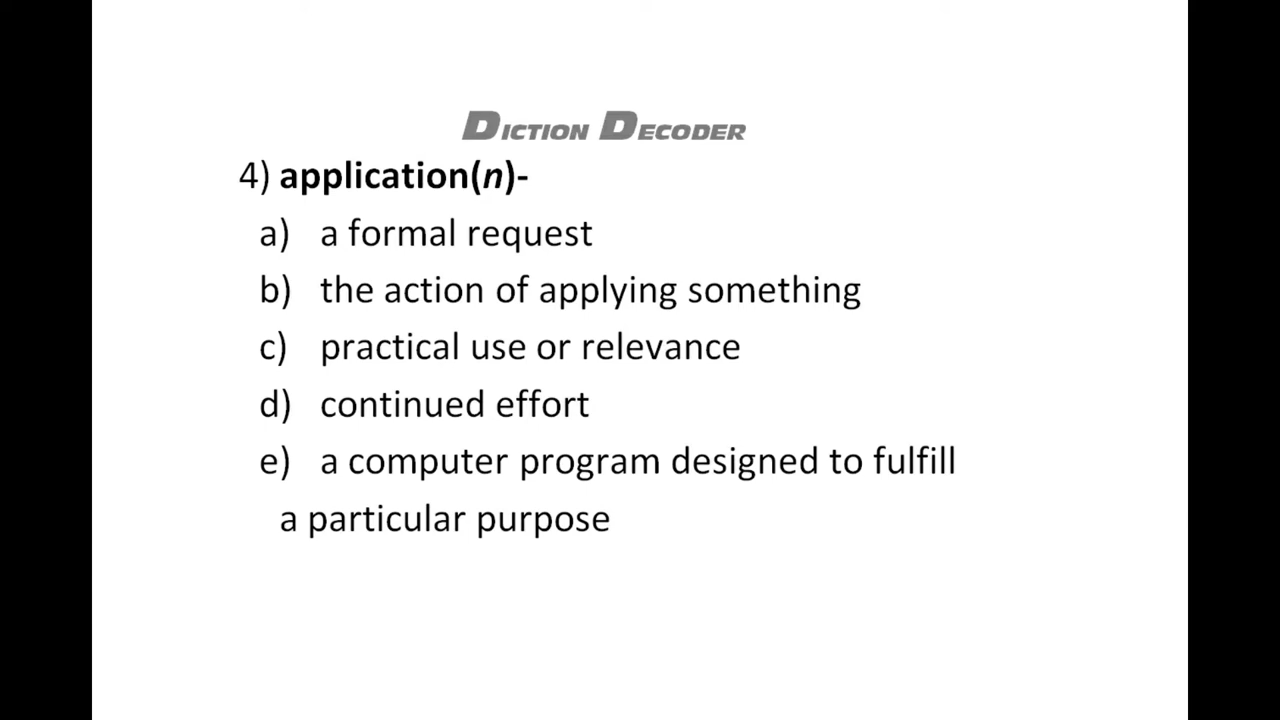 DICTION DECODER
4) application(n)-
a) a formal request
b) the action of applying something
c) practical use or relevance
d) continued effort
e) a computer program designed to fulfill
a particular purpose